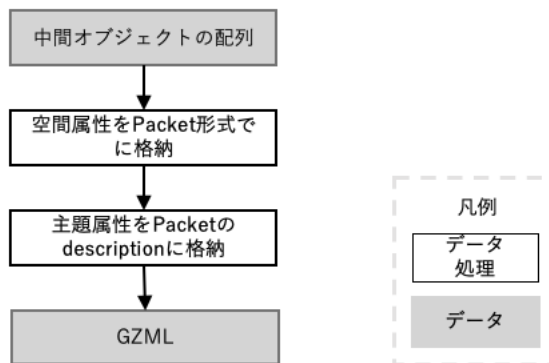 中間オブジェクトの配列
空間属性をPacket形式で
に格納
主題属性をPacketの
descriptionに格納
GZML
凡例
データ
処理
データ